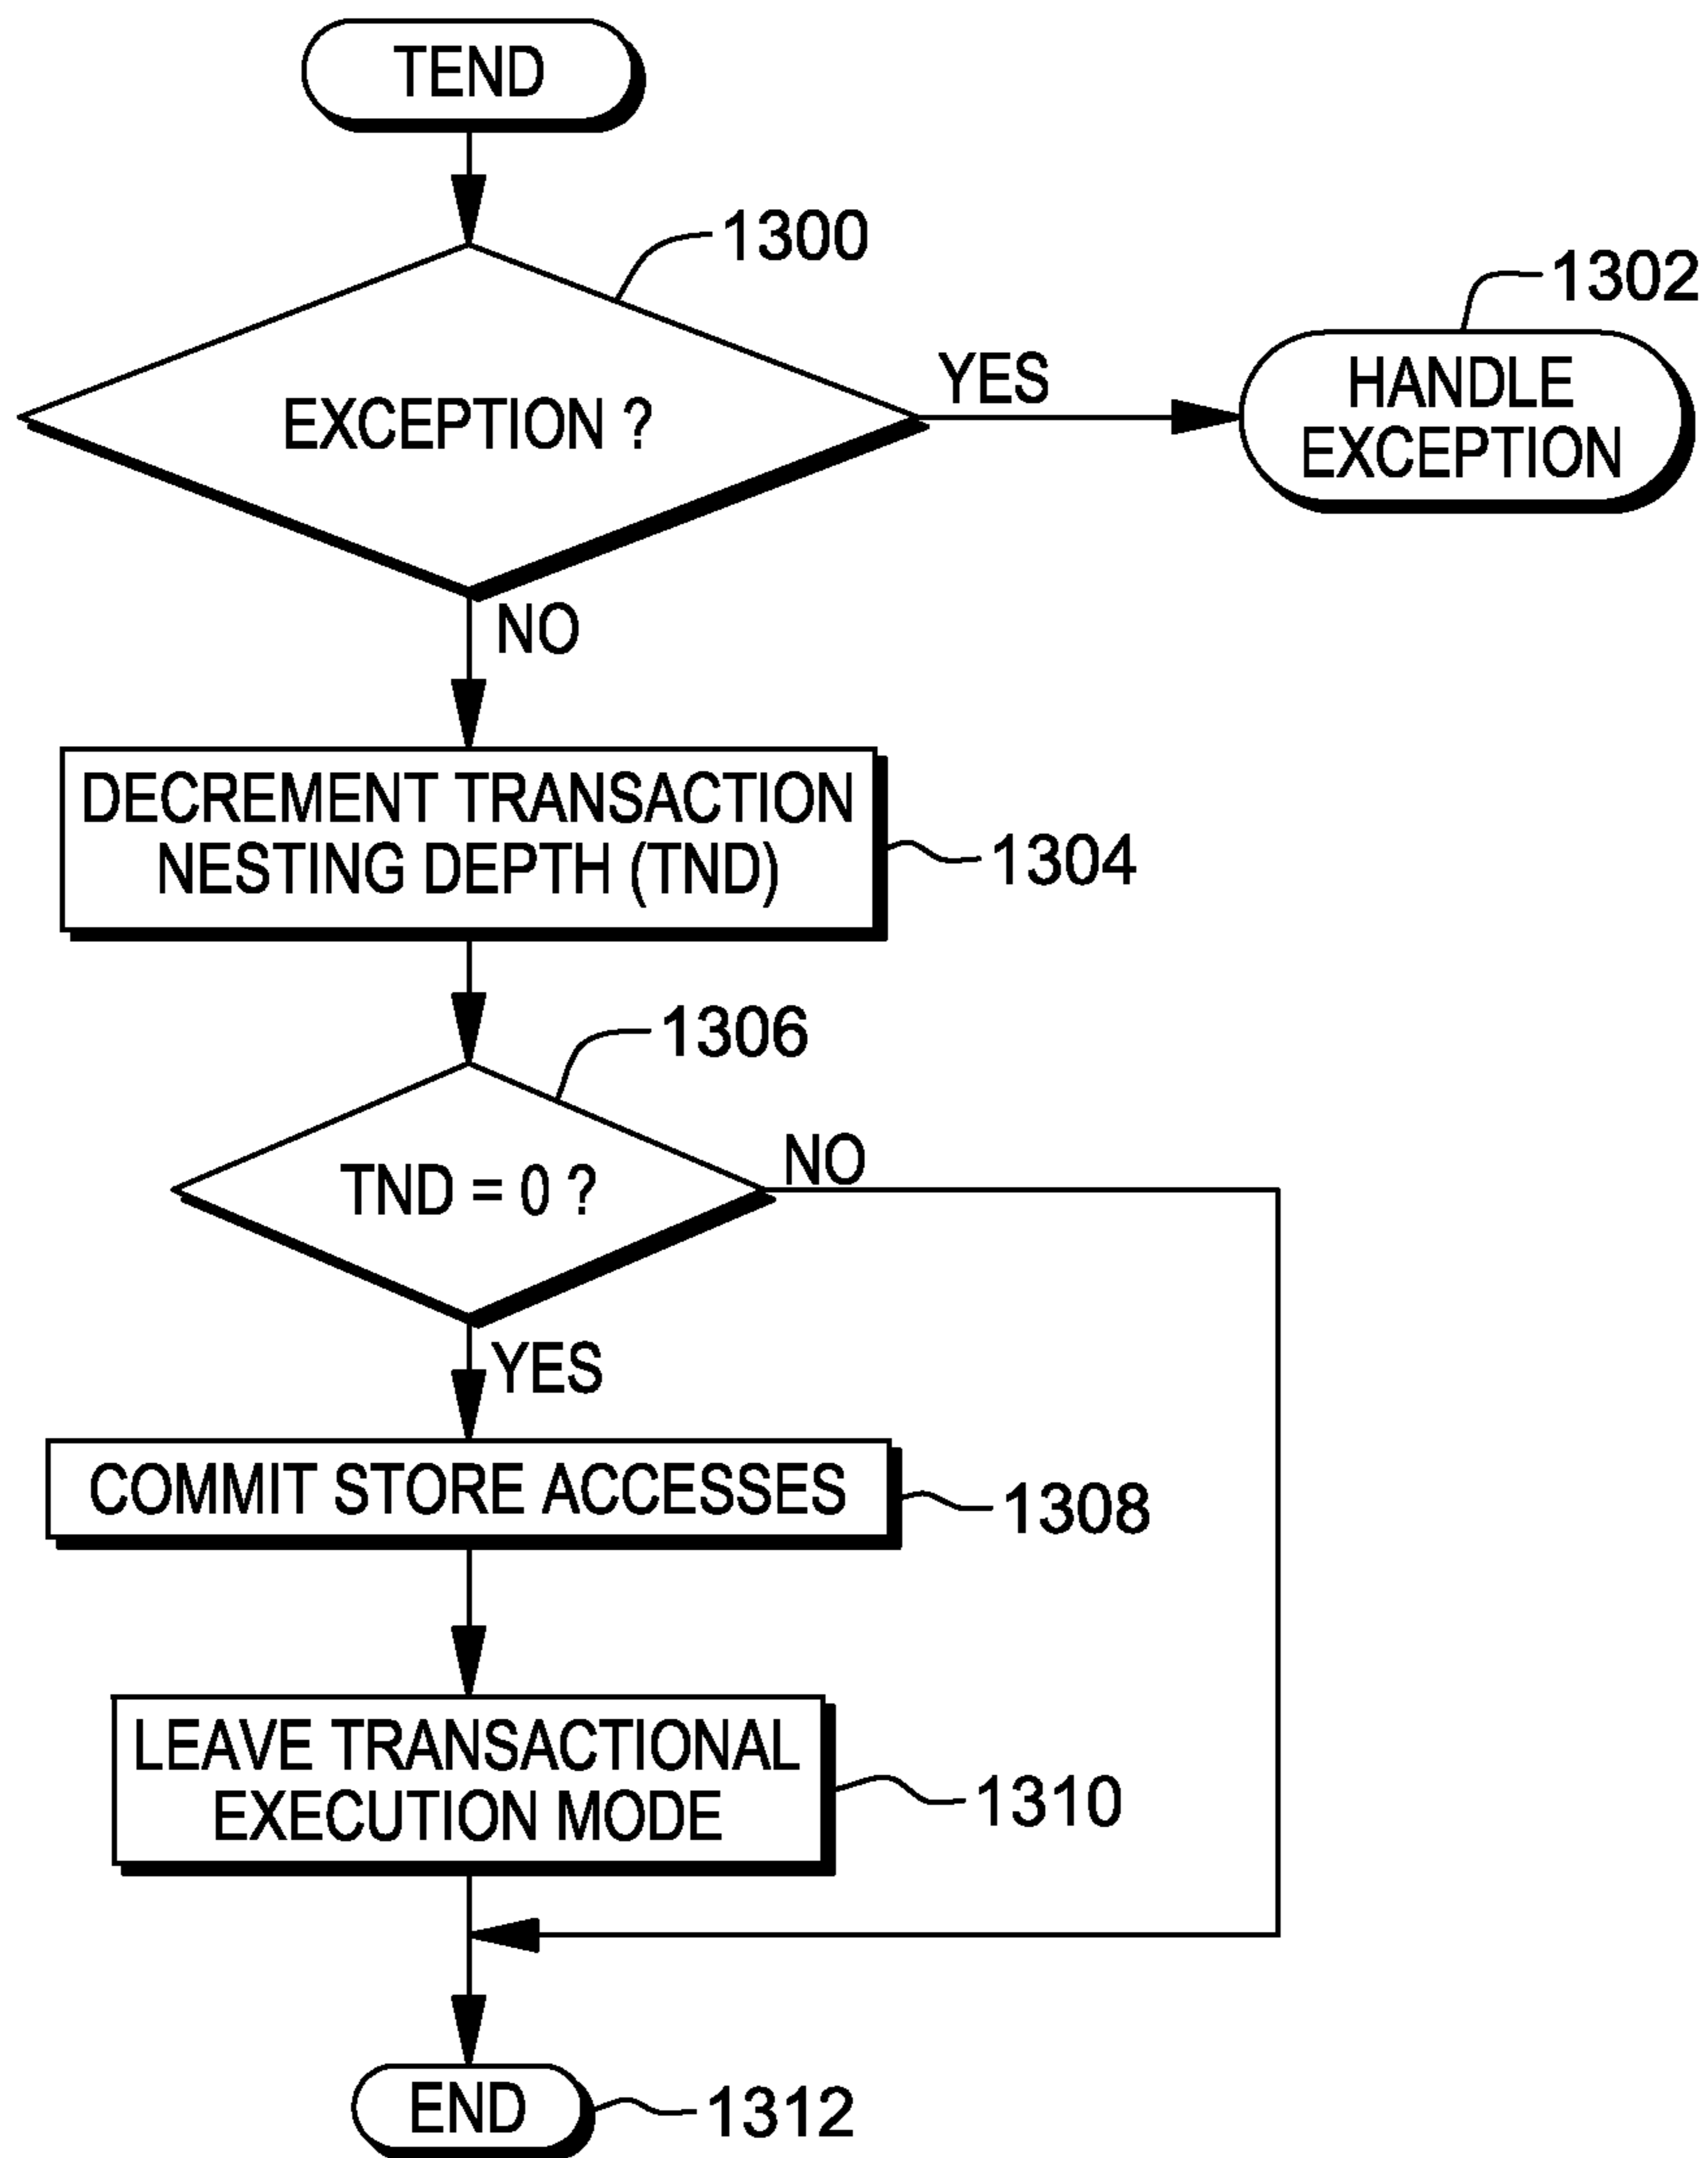 TEND
1300
EXCEPTION ?
YES
1302
HANDLE
EXCEPTION
NO
DECREMENT TRANSACTION
NESTING DEPTH (TND)
1304
1306
TND = 0 ?
NO
YES
COMMIT STORE ACCESSES
1308
LEAVE TRANSACTIONAL
EXECUTION MODE
1310
END
1312